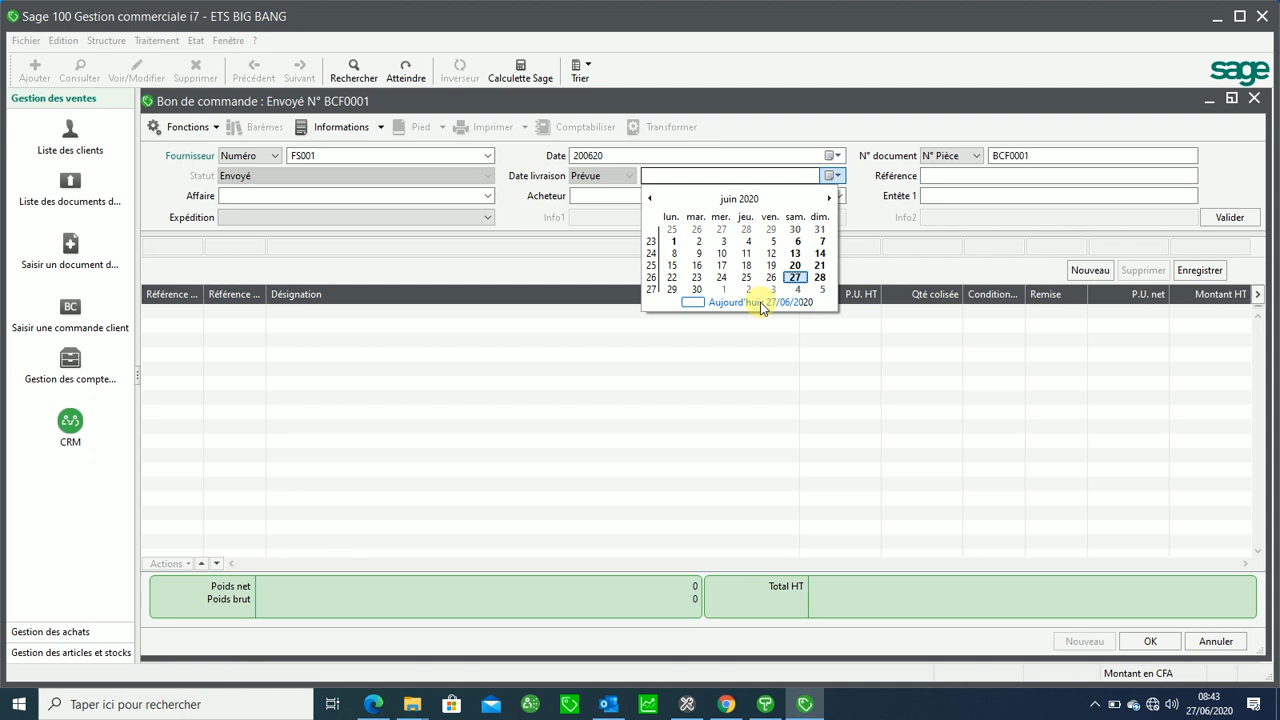 Sage 100 Gestion commerciale i7 - ETS BIG BANG
Fichier Edition Structure Traitement Etat Fenêtre ?
Ajouter Consulter Voir/Modifier Supprimer Précédent Suivant Rechercher Atteindre Inverseur Calculette Sage Trier
sage
Gestion des ventes
Liste des clients
Liste des documents d...
Saisir un document d...
BC
Saisir une commande client
Gestion des compte...
CRM
Gestion des achats
Gestion des articles et stocks
Bon de commande : Envoyé N° BCF0001
Fonctions Barèmes Informations Pied Imprimer Comptabiliser Transformer
Fournisseur Numéro FS001 Date 200620 N° document N° Pièce BCF0001
Statut Envoyé Date livraison Prévue Référence
Affaire Acheteur Entête 1
Expédition Info1 Info2 Valider
juin 2020
lun. mar. mer. jeu. ven. sam. dim.
25 26 27 28 29 30 31
23 1 2 3 4 5 6 7
24 8 9 10 11 12 13 14
25 15 16 17 18 19 20 21
26 22 23 24 25 26 27 28
27 29 30 1 2 3 4 5
Aujourd'hui 27/06/2020
Nouveau Supprimer Enregistrer
Référence ... Référence ... Désignation P.U. HT Qté colisée Condition... Remise P.U. net Montant HT
Actions
Poids net 0 Total HT
Poids brut 0
Nouveau OK Annuler
Montant en CFA
Taper ici pour rechercher
08:43
27/06/2020